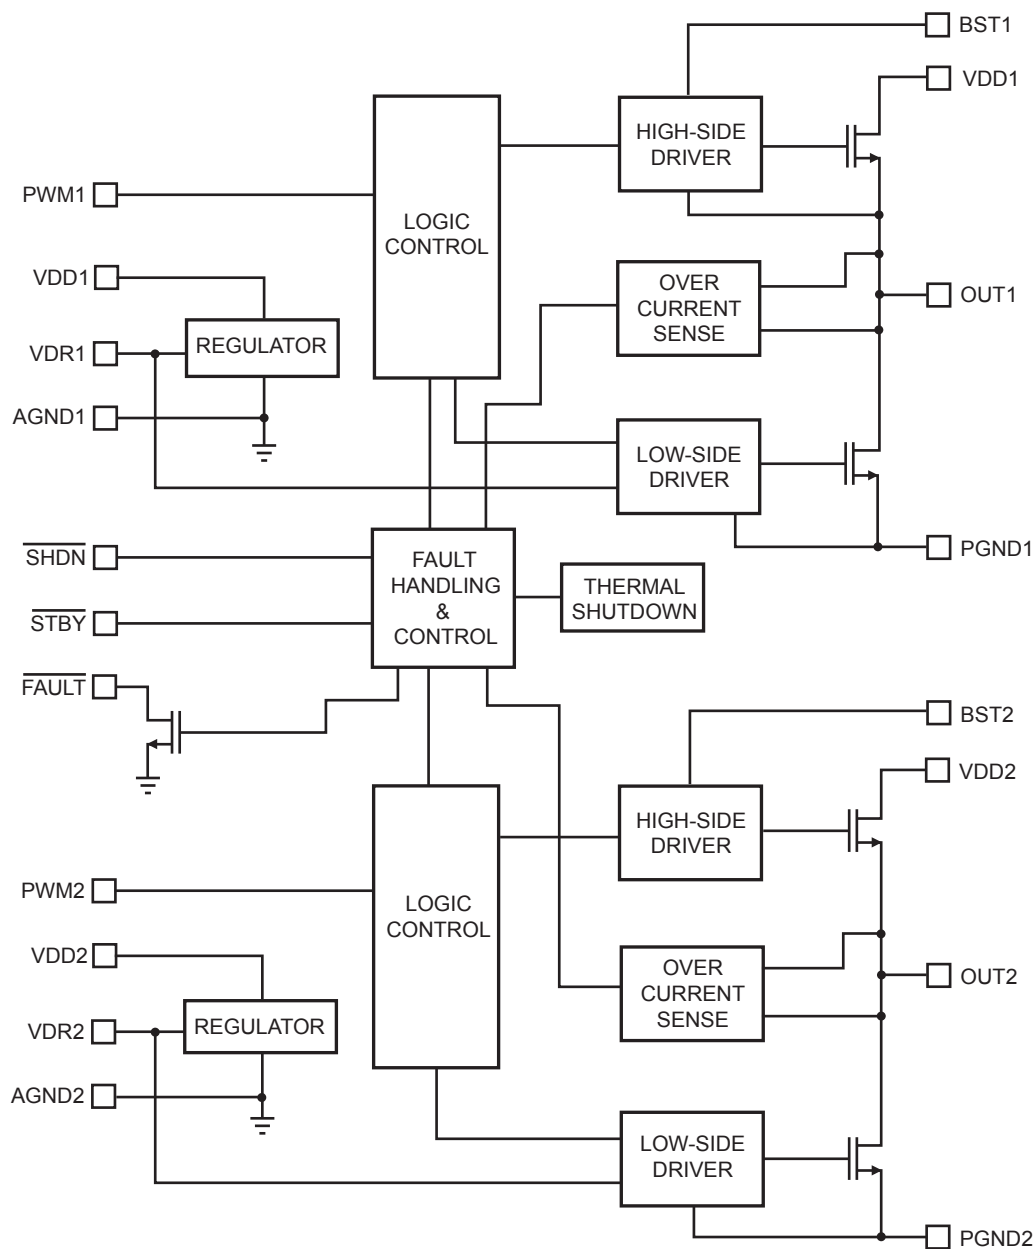 BST1
VDD1
HIGH-SIDE
DRIVER
PWM1
LOGIC
CONTROL
VDD1
OVER
CURRENT
SENSE
OUT1
VDR1
REGULATOR
AGND1
LOW-SIDE
DRIVER
SHDN
FAULT
HANDLING
&
CONTROL
PGND1
THERMAL
SHUTDOWN
STBY
FAULT
BST2
VDD2
HIGH-SIDE
DRIVER
PWM2
LOGIC
CONTROL
VDD2
OVER
CURRENT
SENSE
OUT2
VDR2
REGULATOR
AGND2
LOW-SIDE
DRIVER
PGND2